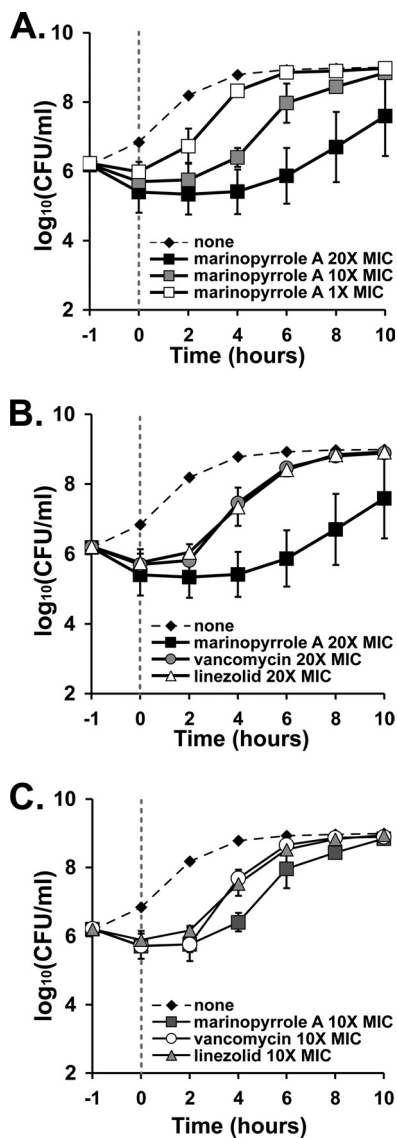 A.
10
8
6
4
2
log10(CFU/ml)
none
marinopyrrole A 20X MIC
marinopyrrole A 10X MIC
marinopyrrole A 1X MIC
-1 0 2 4 6 8 10
Time (hours)
B.
10
8
6
4
2
log10(CFU/ml)
none
marinopyrrole A 20X MIC
vancomycin 20X MIC
linezolid 20X MIC
-1 0 2 4 6 8 10
Time (hours)
C.
10
8
6
4
2
log10(CFU/ml)
none
marinopyrrole A 10X MIC
vancomycin 10X MIC
linezolid 10X MIC
-1 0 2 4 6 8 10
Time (hours)